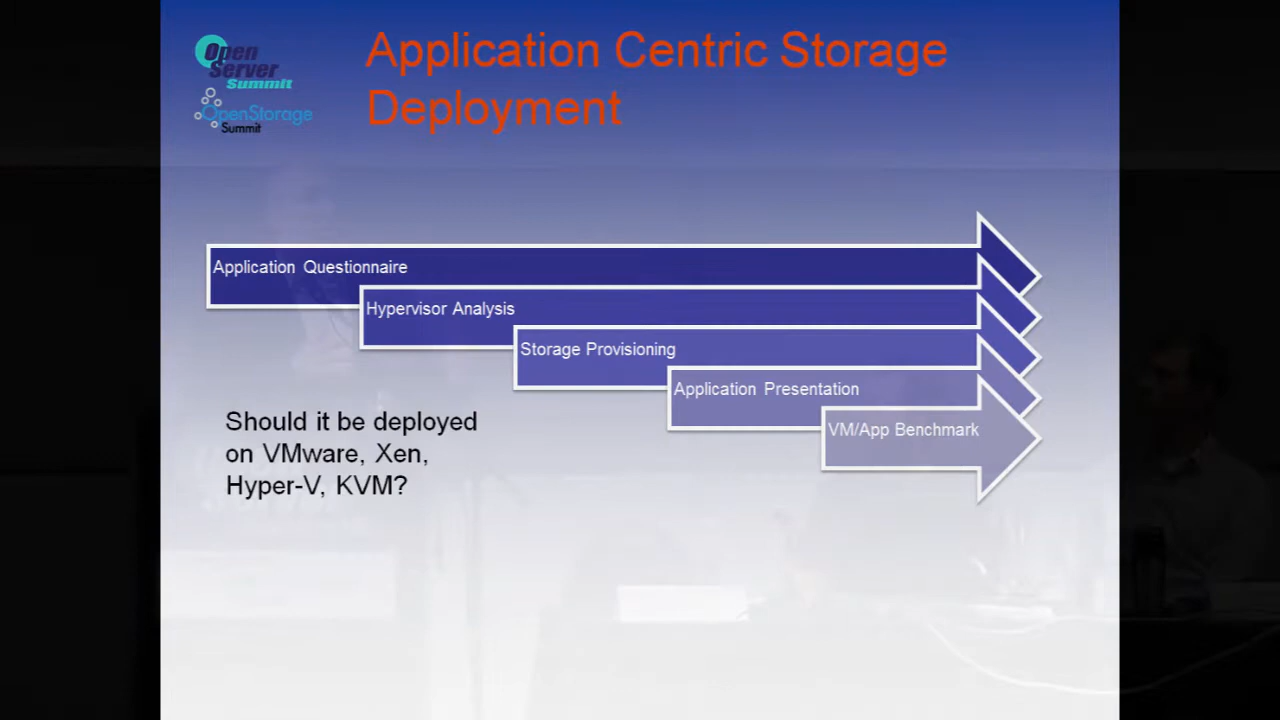 Open
Server
Summit
OpenStorage
Summit
Application Centric Storage
Deployment
Application Questionnaire
Hypervisor Analysis
Storage Provisioning
Application Presentation
VM/App Benchmark
Should it be deployed
on VMware, Xen,
Hyper-V, KVM?